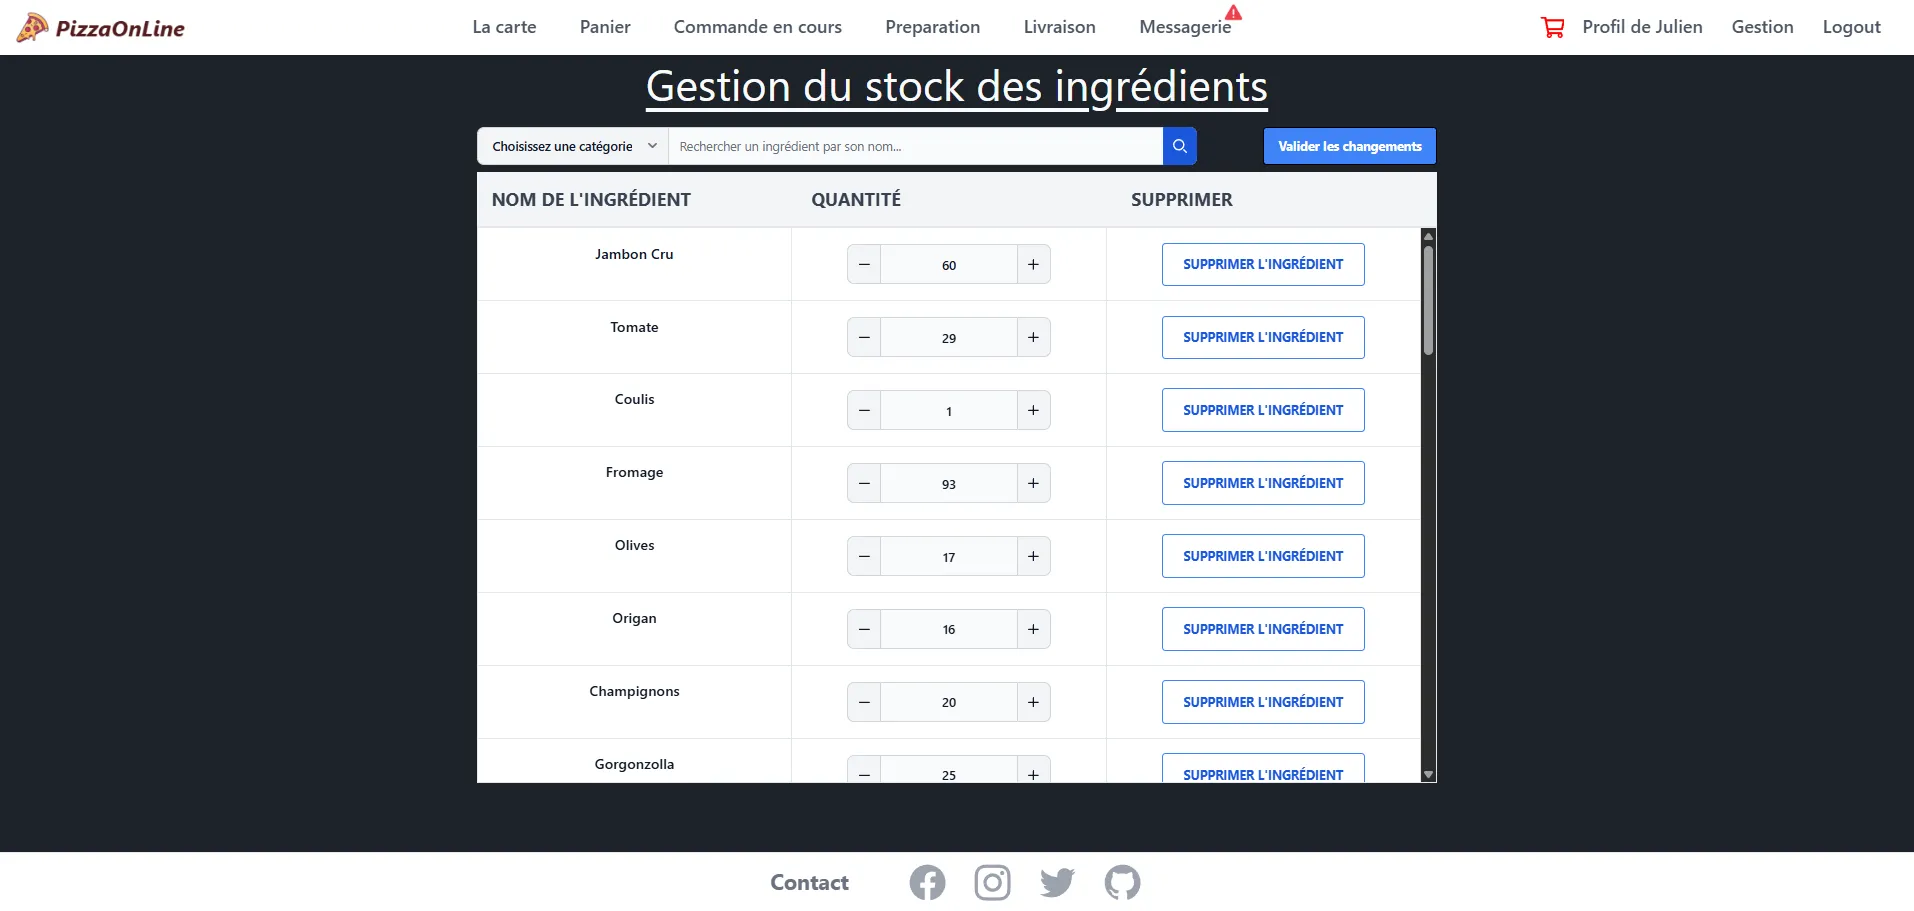 PizzaOnLine
La carte Panier Commande en cours Preparation Livraison Messagerie Profil de Julien Gestion Logout
Gestion du stock des ingrédients
Choisissez une catégorie Rechercher un ingrédient par son nom... Valider les changements
NOM DE L'INGRÉDIENT QUANTITÉ SUPPRIMER
Jambon Cru − 60 + SUPPRIMER L'INGRÉDIENT
Tomate − 29 + SUPPRIMER L'INGRÉDIENT
Coulis − 1 + SUPPRIMER L'INGRÉDIENT
Fromage − 93 + SUPPRIMER L'INGRÉDIENT
Olives − 17 + SUPPRIMER L'INGRÉDIENT
Origan − 16 + SUPPRIMER L'INGRÉDIENT
Champignons − 20 + SUPPRIMER L'INGRÉDIENT
Gorgonzolla − 25 + SUPPRIMER L'INGRÉDIENT
Contact